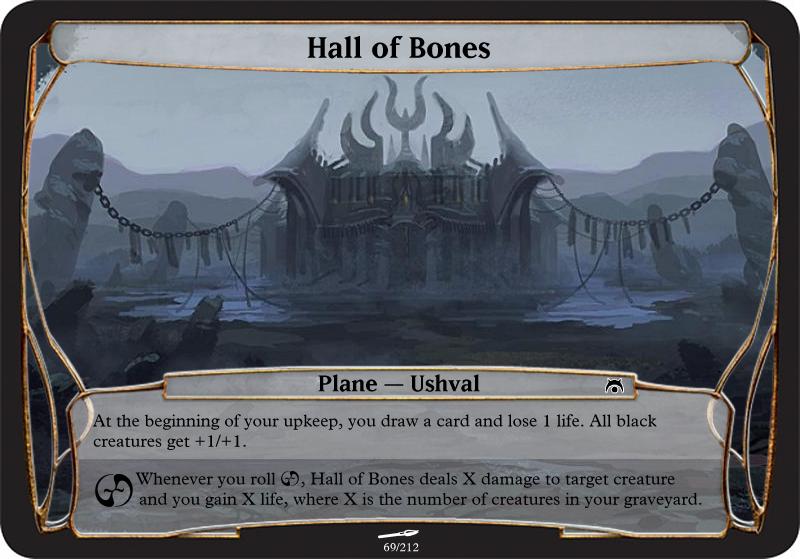 Hall of Bones
Plane — Ushval
At the beginning of your upkeep, you draw a card and lose 1 life. All black
creatures get +1/+1.
Whenever you roll , Hall of Bones deals X damage to target creature
and you gain X life, where X is the number of creatures in your graveyard.
69/212